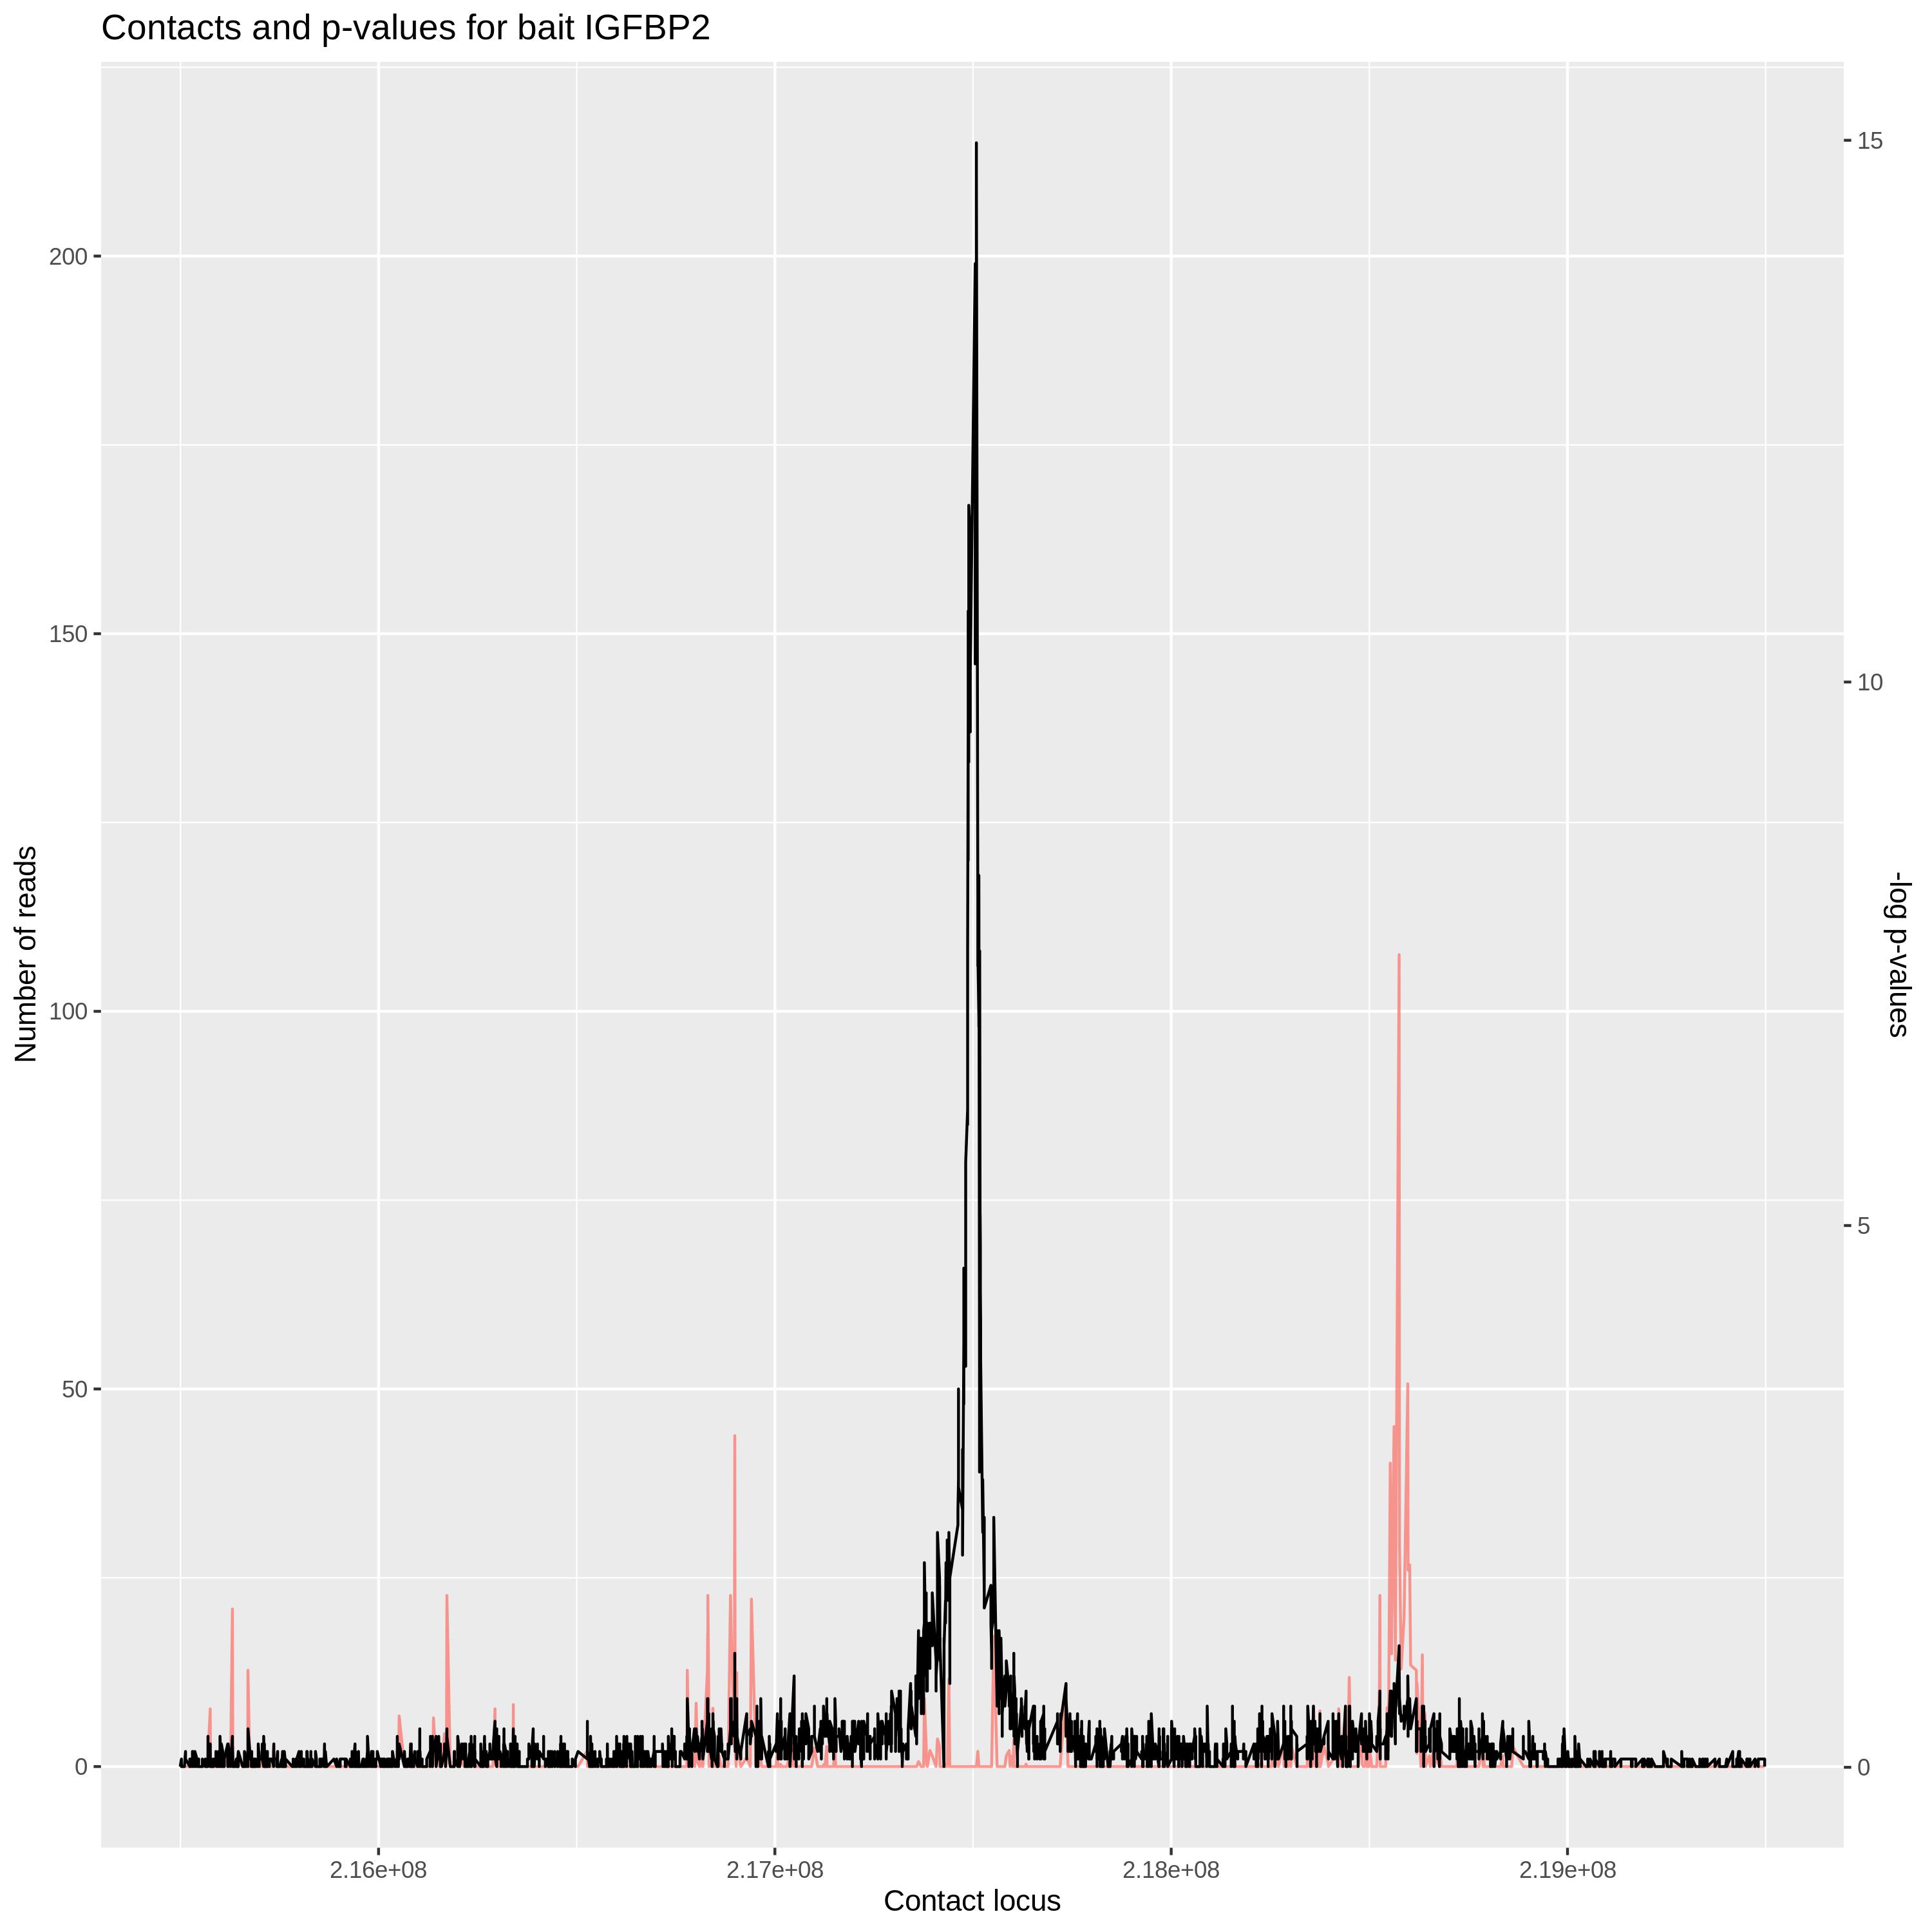 Contacts and p-values for bait IGFBP2
200
150
100
50
0
15
10
5
0
Number of reads
-log p-values
2.16e+08
2.17e+08
2.18e+08
2.19e+08
Contact locus